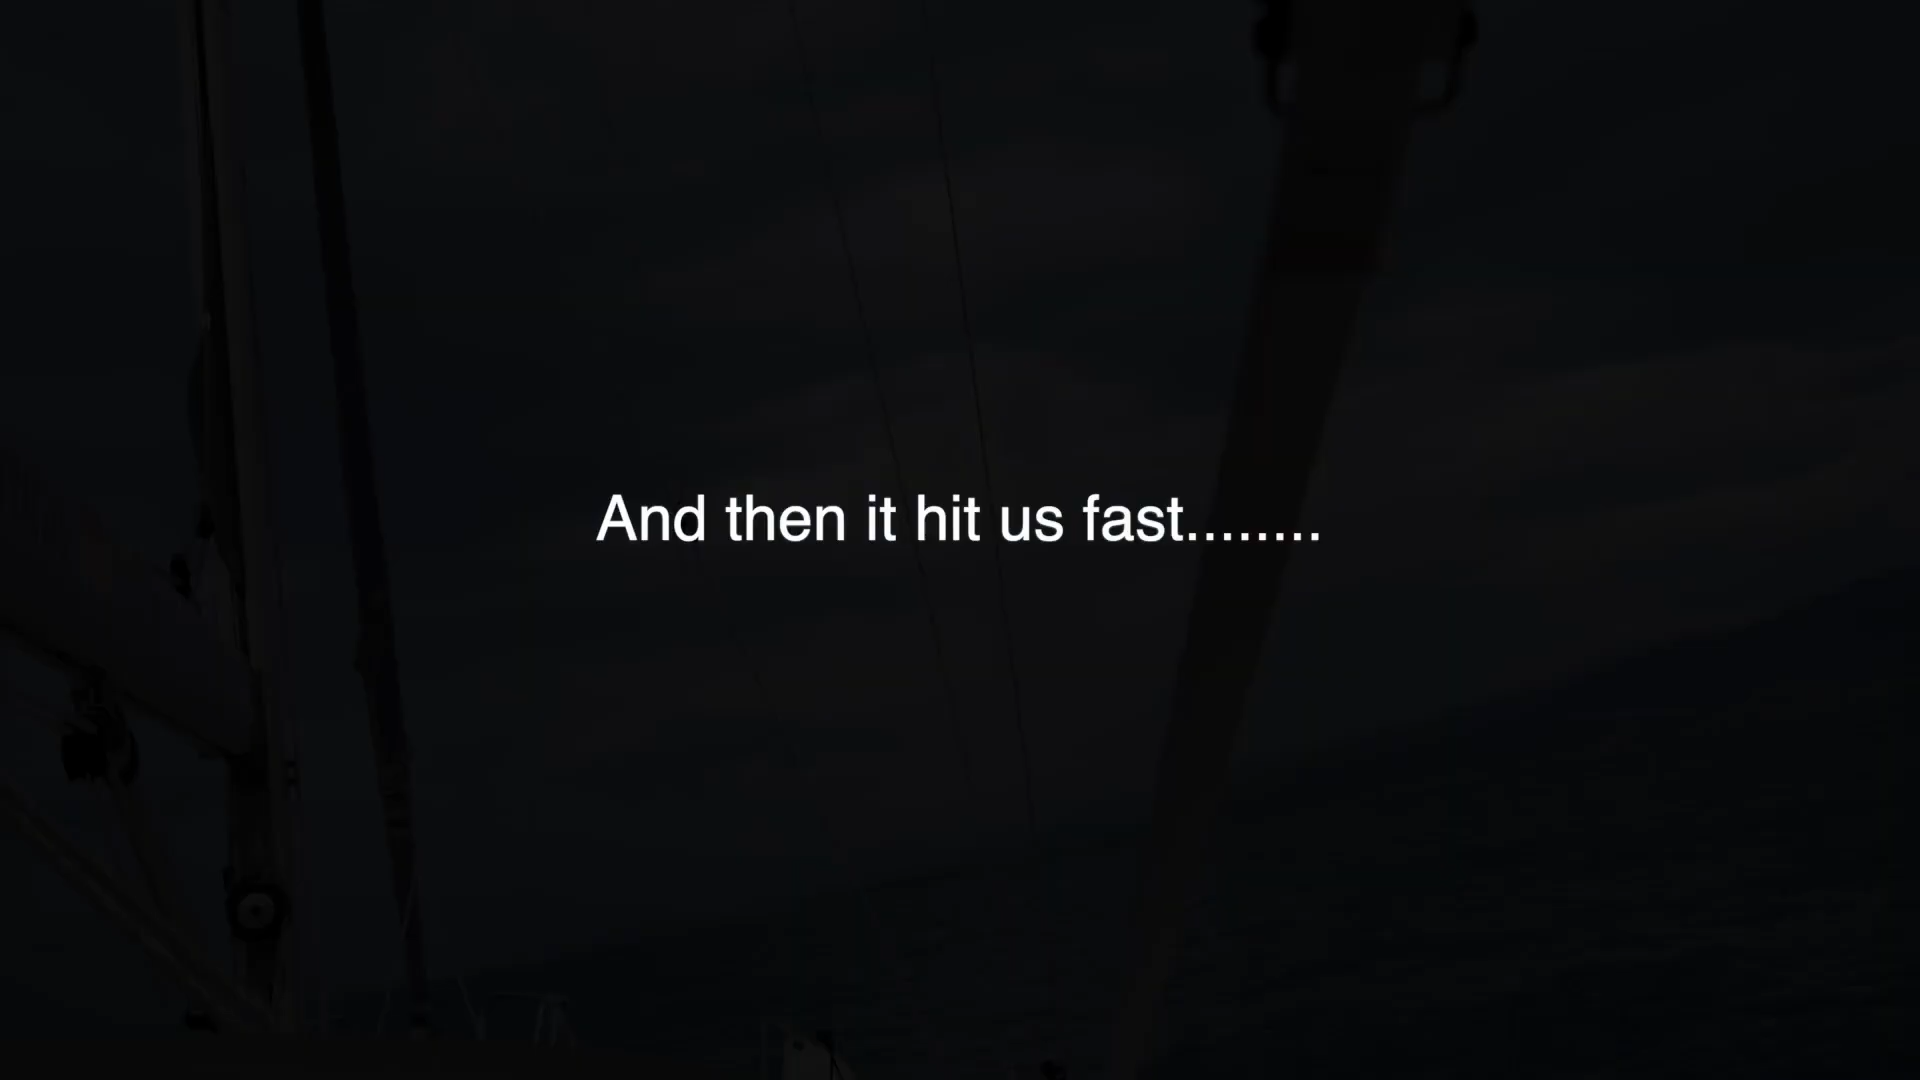 And then it hit us fast........